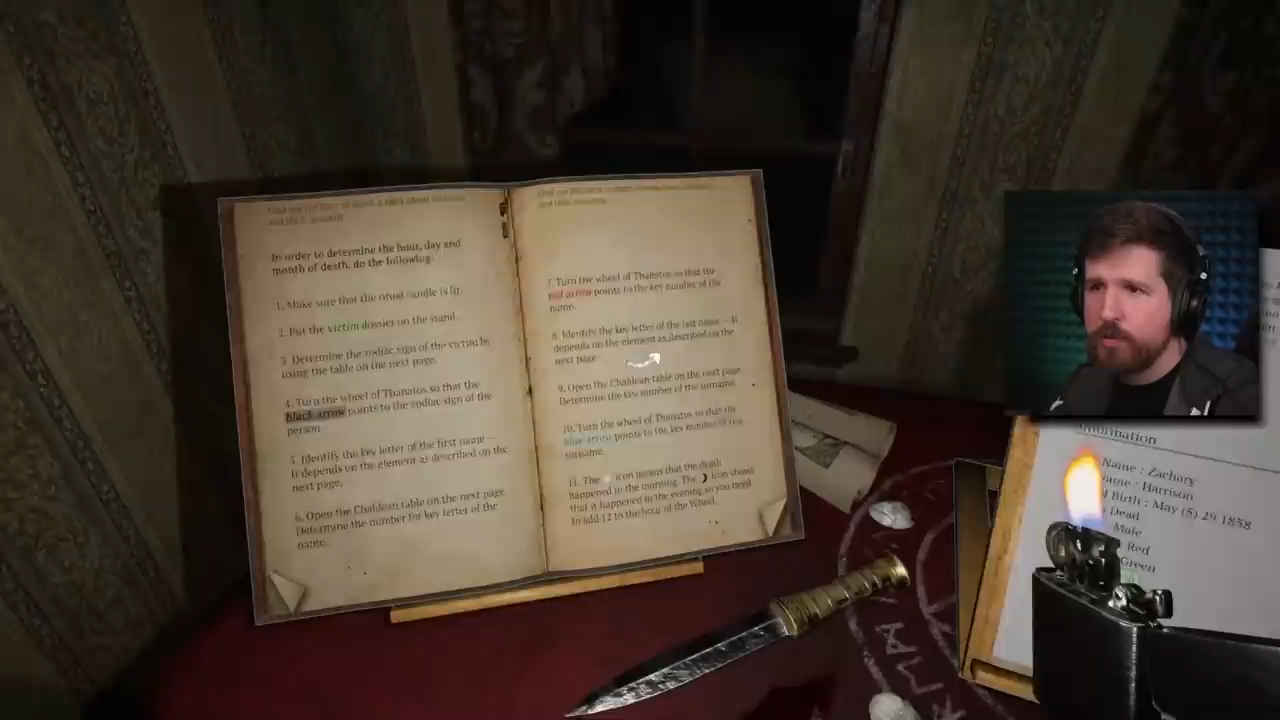 In order to determine the hour, day and
month of death, do the following:
1. Make sure that the ritual candle is lit.
2. Put the victim dossier on the stand.
3. Determine the zodiac sign of the victim by
using the table on the next page.
4. Turn the wheel of Thanatos so that the
black arrow points to the zodiac sign of the
person.
5. Identify the key letter of the first name —
it depends on the element as described on the
next page.
6. Open the Chaldean table on the next page
Determine the number for key letter of the
name.
7. Turn the wheel of Thanatos so that the
red arrow points to the key number of the
name.
8. Identify the key letter of the last name — it
depends on the element as described on the
next page
9. Open the Chaldean table on the next page
Determine the key number of the surname.
10. Turn the wheel of Thanatos so that the
blue arrow points to the key number of the
surname.
11. The icon means that the death
happened in the morning. The icon shows
that it happened in the evening so you need
to add 12 to the hour of the Wheel.
Information
Name : Zachary
name : Harrison
Birth : May (5) 29 1858
Dead
Male
Red
Green